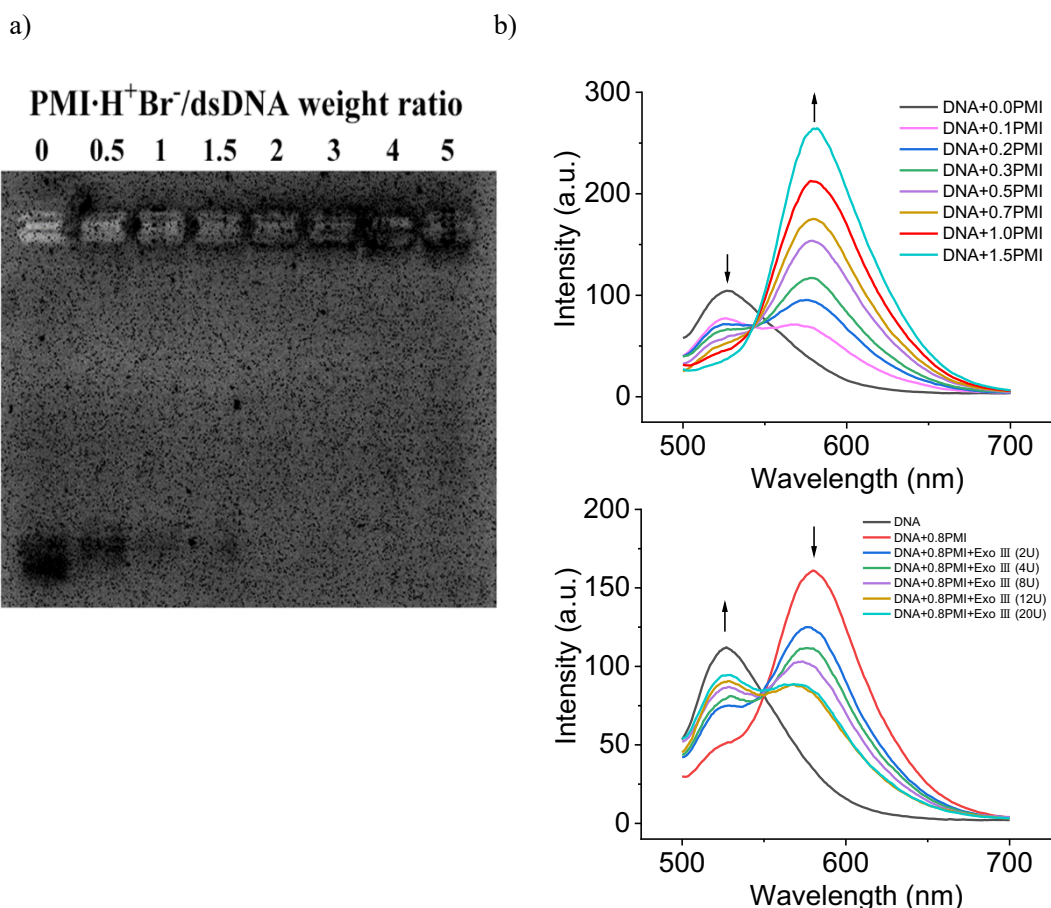 a)
b)
PMI·H⁺Br⁻/dsDNA weight ratio
0 0.5 1 1.5 2 3 4 5
300
200
100
0
Intensity (a.u.)
500 600 700
Wavelength (nm)
DNA+0.0PMI
DNA+0.1PMI
DNA+0.2PMI
DNA+0.3PMI
DNA+0.5PMI
DNA+0.7PMI
DNA+1.0PMI
DNA+1.5PMI
200
150
100
50
0
Intensity (a.u.)
500 600 700
Wavelength (nm)
DNA
DNA+0.8PMI
DNA+0.8PMI+Exo Ⅲ (2U)
DNA+0.8PMI+Exo Ⅲ (4U)
DNA+0.8PMI+Exo Ⅲ (8U)
DNA+0.8PMI+Exo Ⅲ (12U)
DNA+0.8PMI+Exo Ⅲ (20U)